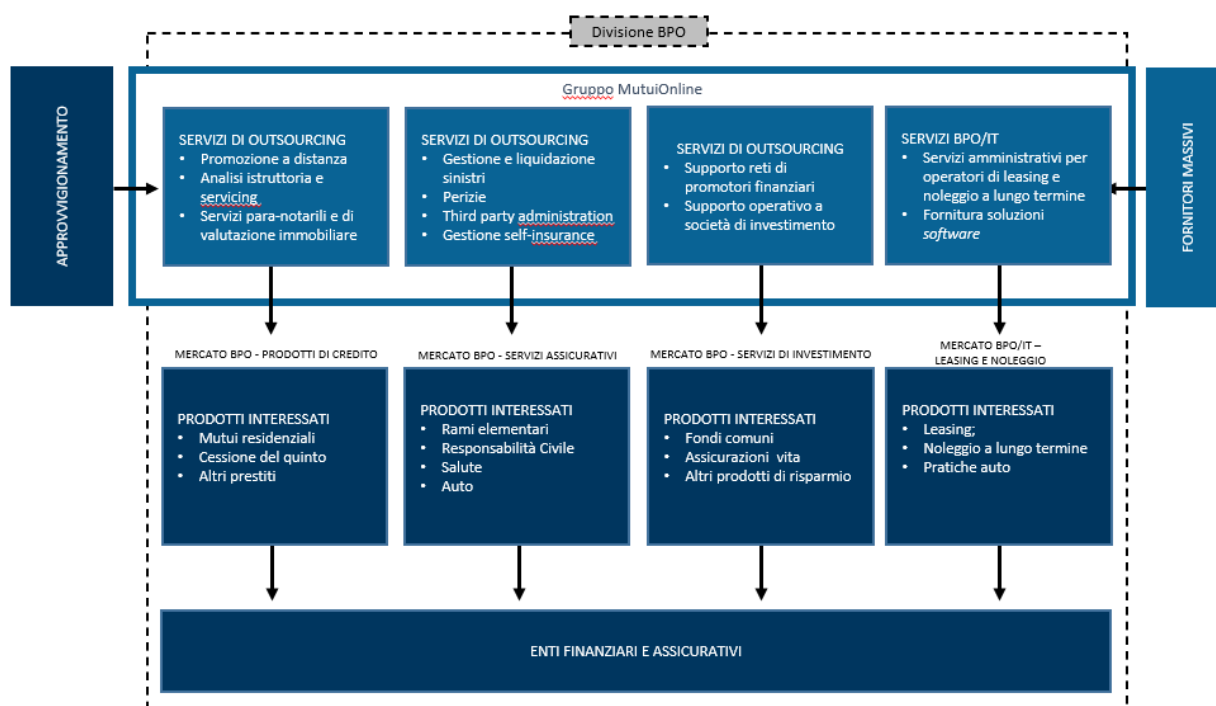 Divisione BPO
Gruppo MutuiOnline
APPROVVIGIONAMENTO
SERVIZI DI OUTSOURCING
• Promozione a distanza
• Analisi istruttoria e
servicing
• Servizi para-notarili e di
valutazione immobiliare
SERVIZI DI OUTSOURCING
• Gestione e liquidazione
sinistri
• Perizie
• Third party administration
• Gestione self-insurance
SERVIZI DI OUTSOURCING
• Supporto reti di
promotori finanziari
• Supporto operativo a
società di investimento
SERVIZI BPO/IT
• Servizi amministrativi per
operatori di leasing e
noleggio a lungo termine
• Fornitura soluzioni
software
FORNITORI MASSIVI
MERCATO BPO - PRODOTTI DI CREDITO
PRODOTTI INTERESSATI
• Mutui residenziali
• Cessione del quinto
• Altri prestiti
MERCATO BPO - SERVIZI ASSICURATIVI
PRODOTTI INTERESSATI
• Rami elementari
• Responsabilità Civile
• Salute
• Auto
MERCATO BPO - SERVIZI DI INVESTIMENTO
PRODOTTI INTERESSATI
• Fondi comuni
• Assicurazioni vita
• Altri prodotti di risparmio
MERCATO BPO/IT –
LEASING E NOLEGGIO
PRODOTTI INTERESSATI
• Leasing;
• Noleggio a lungo termine
• Pratiche auto
ENTI FINANZIARI E ASSICURATIVI